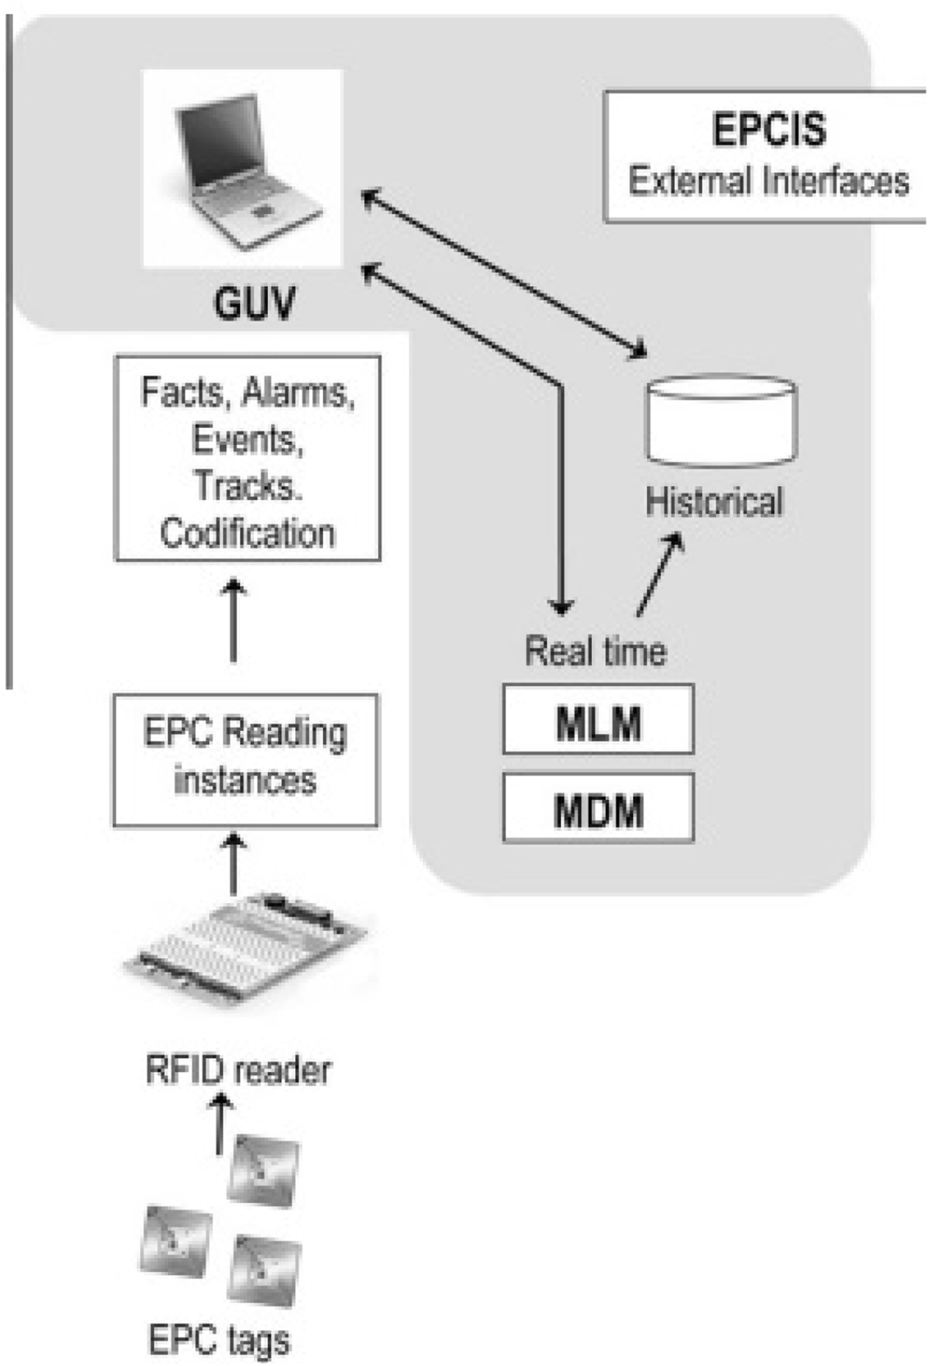 EPCIS
External Interfaces
GUV
Facts, Alarms,
Events,
Tracks.
Codification
Historical
Real time
MLM
MDM
EPC Reading
instances
RFID reader
EPC tags